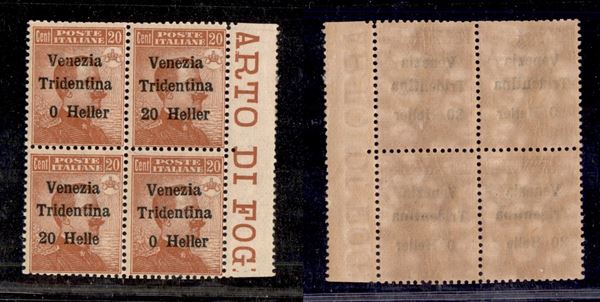 Cent POSTE ITALIANE 20
Venezia
Tridentina
0 Heller
Cent POSTE ITALIANE 20
Venezia
Tridentina
20 Heller
Cent POSTE ITALIANE 20
Venezia
Tridentina
20 Helle
Cent POSTE ITALIANE 20
Venezia
Tridentina
0 Heller
ARTO DI FOG